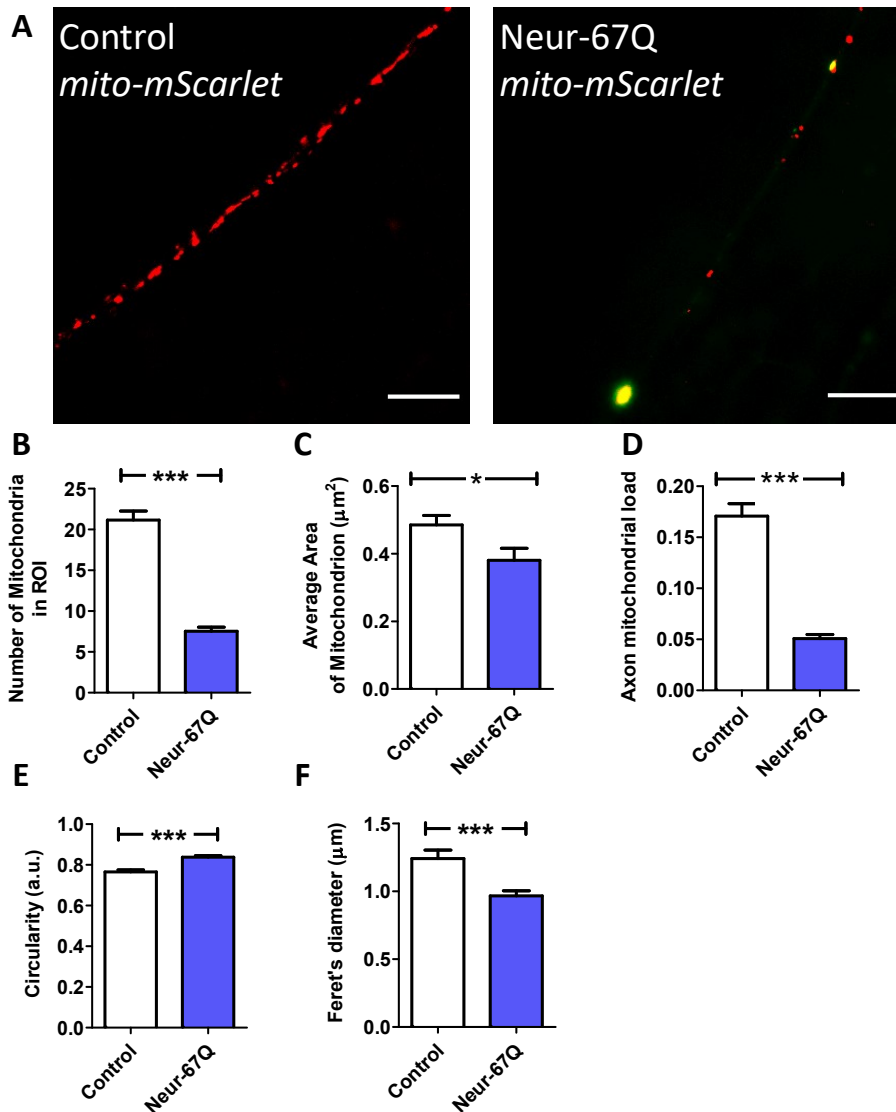 A
Control
mito-mScarlet
Neur-67Q
mito-mScarlet
B
Number of Mitochondria
in ROI
25
20
15
10
5
0
***
Control
Neur-67Q
C
Average Area
of Mitochondrion (μm²)
0.6
0.4
0.2
0.0
*
Control
Neur-67Q
D
Axon mitochondrial load
0.20
0.15
0.10
0.05
0.00
***
Control
Neur-67Q
E
Circularity (a.u.)
1.0
0.8
0.6
0.4
0.2
0.0
***
Control
Neur-67Q
F
Feret's diameter (μm)
1.5
1.0
0.5
0.0
***
Control
Neur-67Q